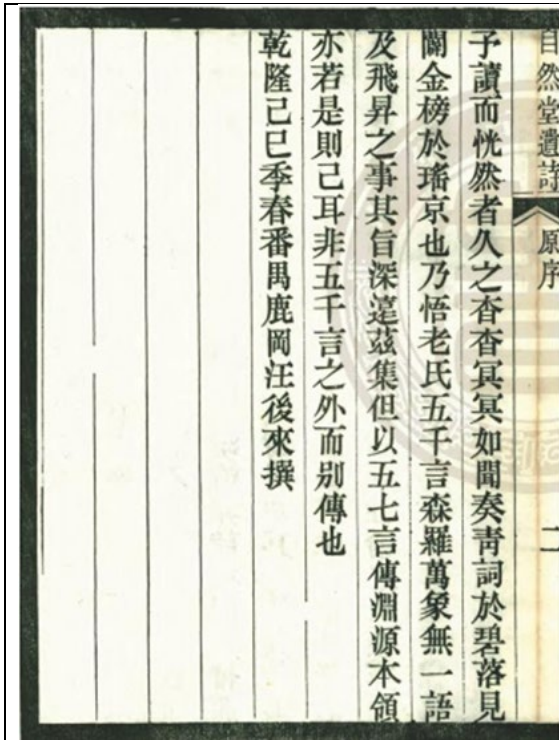 自然堂遺詩 原序 二
予讀而恍然者久之杳杳冥冥如聞奏青詞於碧落見
金榜於瑤京也乃悟老氏五千言森羅萬象無一語
及飛昇之事其旨深遠茲集但以五七言傳淵源本領
亦若是則已耳非五千言之外而別傳也
乾隆己巳季春番禺鹿岡汪後來撰